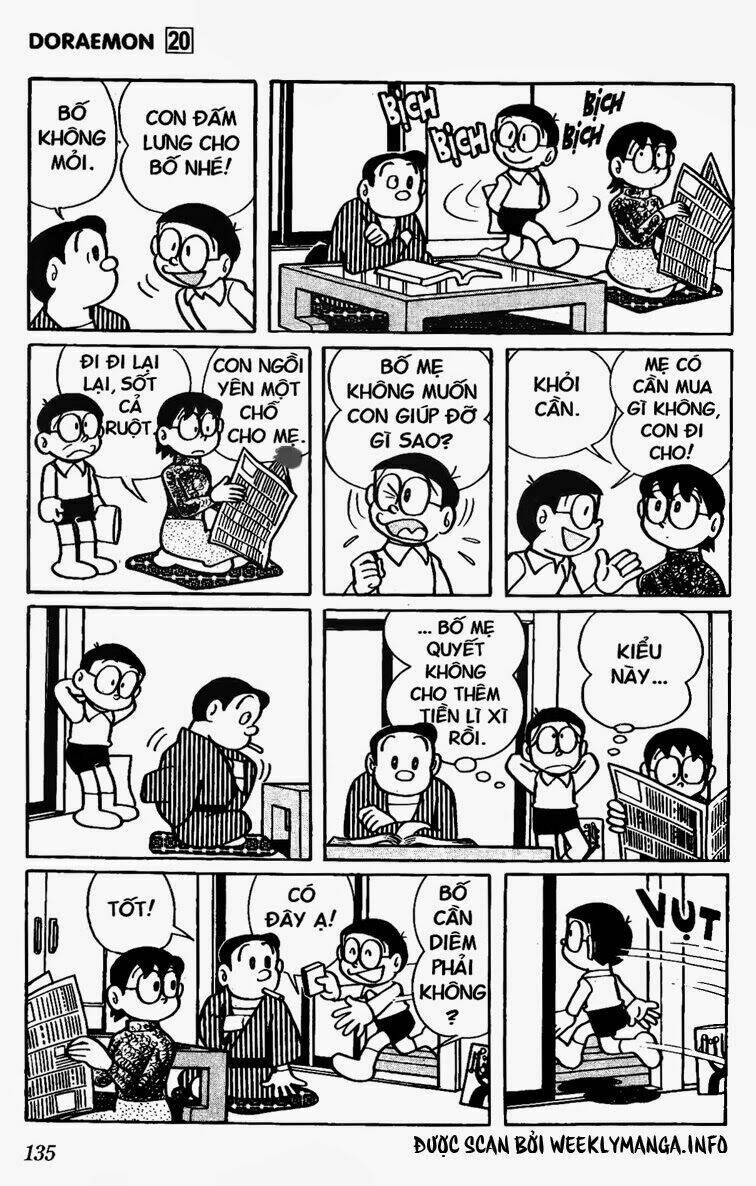 DORAEMON 20
BỊCH
BỊCH
BỊCH
BỊCH
CON ĐẤM
LƯNG CHO
BỐ NHÉ!
BỐ
KHÔNG
MỎI.
MẸ CÓ
CẦN MUA
GÌ KHÔNG,
CON ĐI
CHO!
KHỎI
CẦN.
BỐ MẸ
KHÔNG MUỐN
CON GIÚP ĐỠ
GÌ SAO?
CON NGỒI
YÊN MỘT
CHỖ
CHO MẸ.
ĐI ĐI LẠI
LẠI, SỐT
CẢ
RUỘT.
KIỂU
NÀY...
... BỐ MẸ
QUYẾT
KHÔNG
CHO THÊM
TIỀN LÌ XÌ
RỒI.
VỤT
BỐ
CẦN
DIÊM
PHẢI
KHÔNG
?
CÓ
ĐÂY Ạ!
TỐT!
135
ĐƯỢC SCAN BỞI WEEKLYMANGA.INFO